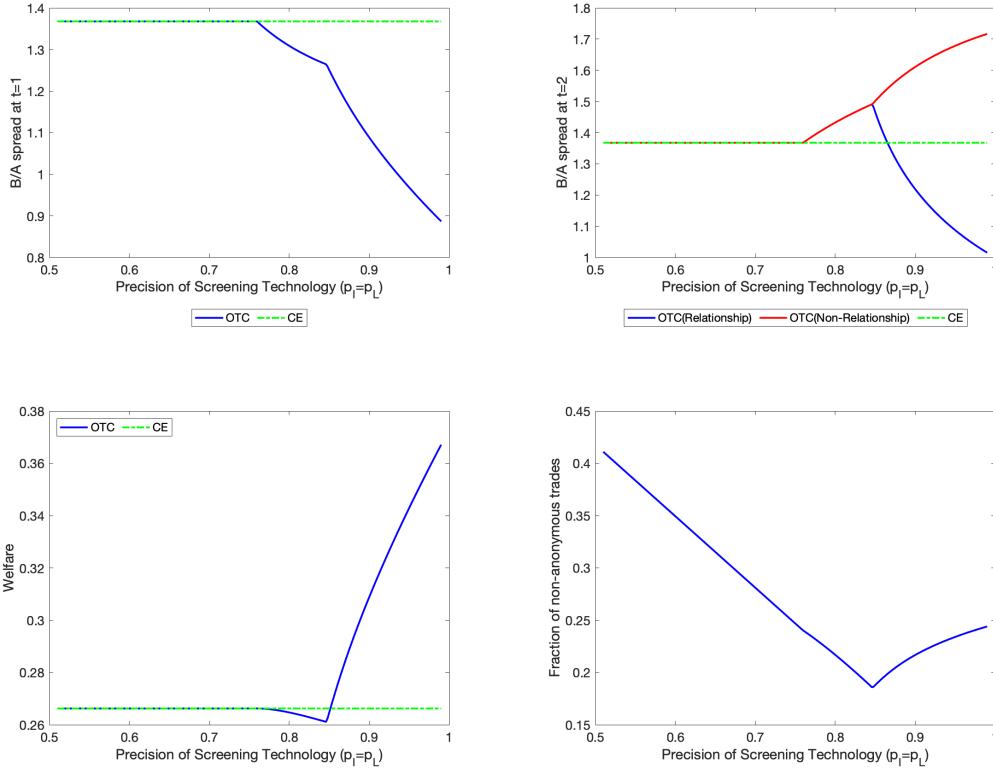 B/A spread at t=1
1.4
1.3
1.2
1.1
1
0.9
0.8
0.5 0.6 0.7 0.8 0.9 1
Precision of Screening Technology (pI=pL)
OTC CE
B/A spread at t=2
1.8
1.7
1.6
1.5
1.4
1.3
1.2
1.1
1
0.5 0.6 0.7 0.8 0.9
Precision of Screening Technology (pI=pL)
OTC(Relationship) OTC(Non-Relationship) CE
Welfare
0.38
0.36
0.34
0.32
0.3
0.28
0.26
OTC CE
0.5 0.6 0.7 0.8 0.9 1
Precision of Screening Technology (pI=pL)
Fraction of non-anonymous trades
0.45
0.4
0.35
0.3
0.25
0.2
0.15
0.5 0.6 0.7 0.8 0.9
Precision of Screening Technology (pI=pL)